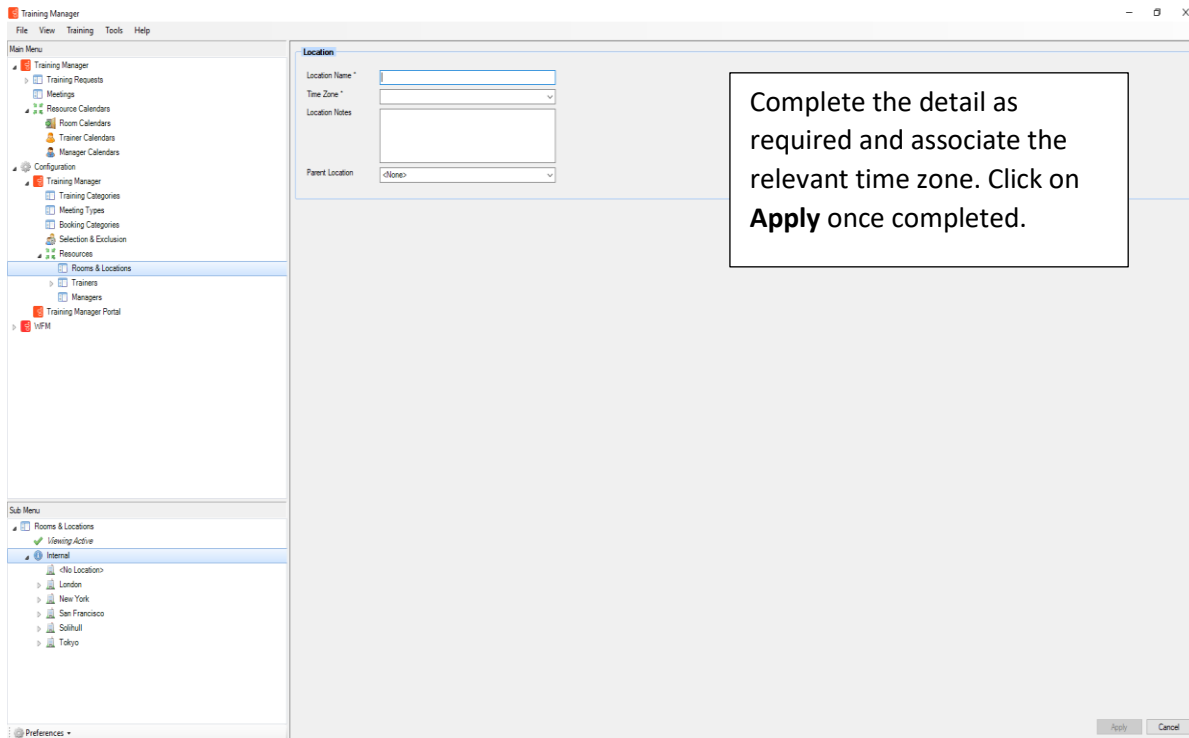 Training Manager
File View Training Tools Help
Main Menu
Training Manager
Training Requests
Meetings
Resource Calendars
Room Calendars
Trainer Calendars
Manager Calendars
Configuration
Training Manager
Training Categories
Meeting Types
Booking Categories
Selection & Exclusion
Resources
Rooms & Locations
Trainers
Managers
Training Manager Portal
WFM
Sub Menu
Rooms & Locations
Viewing Active
Internal
<No Location>
London
New York
San Francisco
Solihull
Tokyo
Preferences
Location
Location Name *
Time Zone *
Location Notes
Parent Location <None>
Complete the detail as
required and associate the
relevant time zone. Click on
Apply once completed.
Apply Cancel